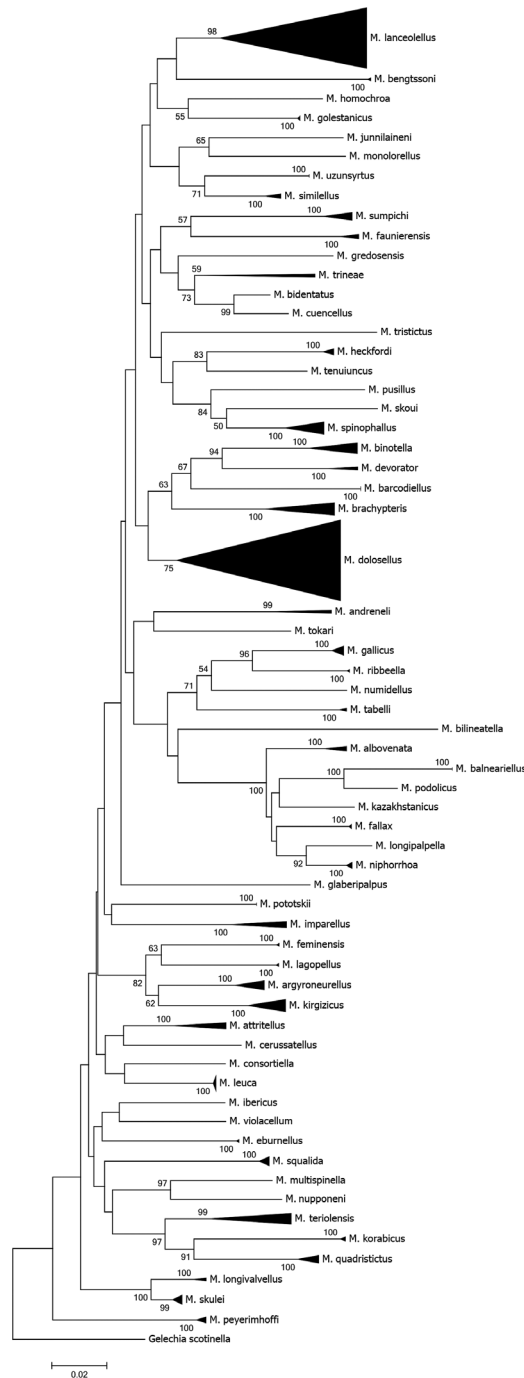 98
M. lanceolellus
M. bengtssoni
100
M. homochroa
55
M. golestanicus
100
65
M. junnilaineni
M. monolorellus
M. uzunsyrtus
100
71
M. similellus
100
57
100
M. sumpichi
M. faunierensis
100
M. gredosensis
59
M. trineae
73
M. bidentatus
99
M. cuencellus
M. tristictus
83
100
M. heckfordi
M. tenuiuncus
M. pusillus
84
M. skoui
50
M. spinophallus
100
94
100
M. binotella
67
M. devorator
100
63
M. barcodiellus
100
M. brachypteris
100
M. dolosellus
75
99
M. andreneli
M. tokari
96
100
M. gallicus
54
M. ribbeella
100
71
M. numidellus
M. tabelli
100
M. bilineatella
100
M. albovenata
100
100
100
M. balneariellus
M. podolicus
M. kazakhstanicus
100
M. fallax
M. longipalpella
92
M. niphorrhoa
100
M. glaberipalpus
100
M. pototskii
M. imparellus
100
63
100
M. feminensis
M. lagopellus
100
82
100
M. argyroneurellus
62
M. kirgizicus
100
100
M. attritellus
M. cerussatellus
M. consortiella
M. leuca
100
M. ibericus
M. violacellum
M. eburnellus
100
100
M. squalida
97
M. multispinella
M. nupponeni
99
M. teriolensis
97
100
M. korabicus
91
M. quadristictus
100
100
M. longivalvellus
100
M. skulei
99
M. peyerimhoffi
100
Gelechia scotinella
0.02